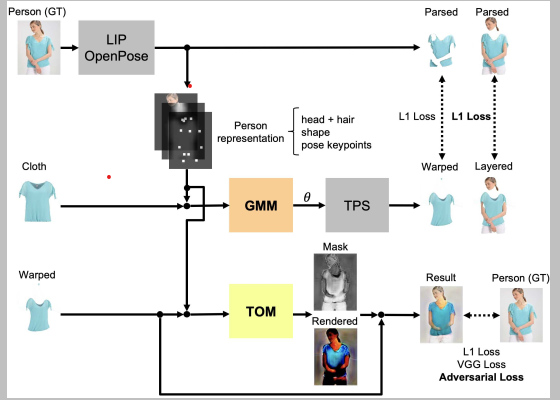 Person (GT)
LIP
OpenPose
Parsed
Parsed
L1 Loss
L1 Loss
Person
representation
head + hair
shape
pose keypoints
Cloth
Warped
Layered
GMM
θ
TPS
Mask
Warped
Result
Person (GT)
TOM
Rendered
L1 Loss
VGG Loss
Adversarial Loss